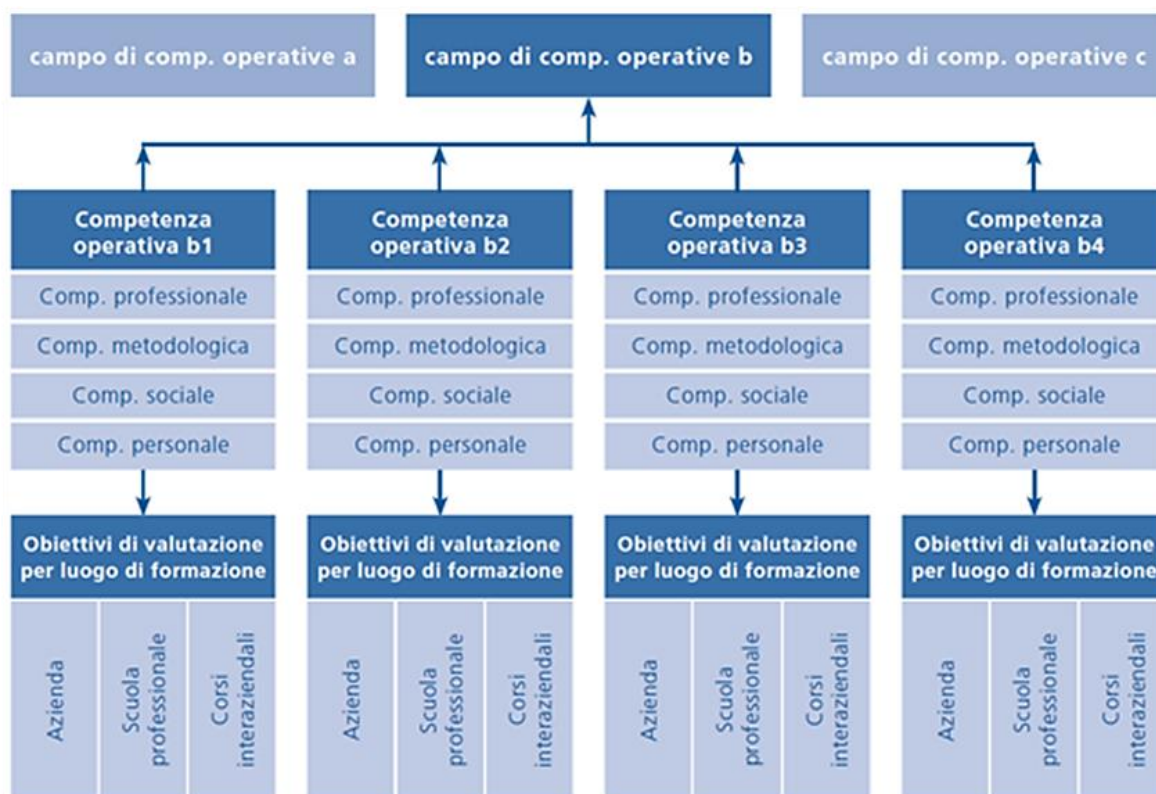 campo di comp. operative a
campo di comp. operative b
campo di comp. operative c
Competenza
operativa b1
Comp. professionale
Comp. metodologica
Comp. sociale
Comp. personale
Obiettivi di valutazione
per luogo di formazione
Azienda
Scuola
professionale
Corsi
interaziendali
Competenza
operativa b2
Comp. professionale
Comp. metodologica
Comp. sociale
Comp. personale
Obiettivi di valutazione
per luogo di formazione
Azienda
Scuola
professionale
Corsi
interaziendali
Competenza
operativa b3
Comp. professionale
Comp. metodologica
Comp. sociale
Comp. personale
Obiettivi di valutazione
per luogo di formazione
Azienda
Scuola
professionale
Corsi
interaziendali
Competenza
operativa b4
Comp. professionale
Comp. metodologica
Comp. sociale
Comp. personale
Obiettivi di valutazione
per luogo di formazione
Azienda
Scuola
professionale
Corsi
interaziendali